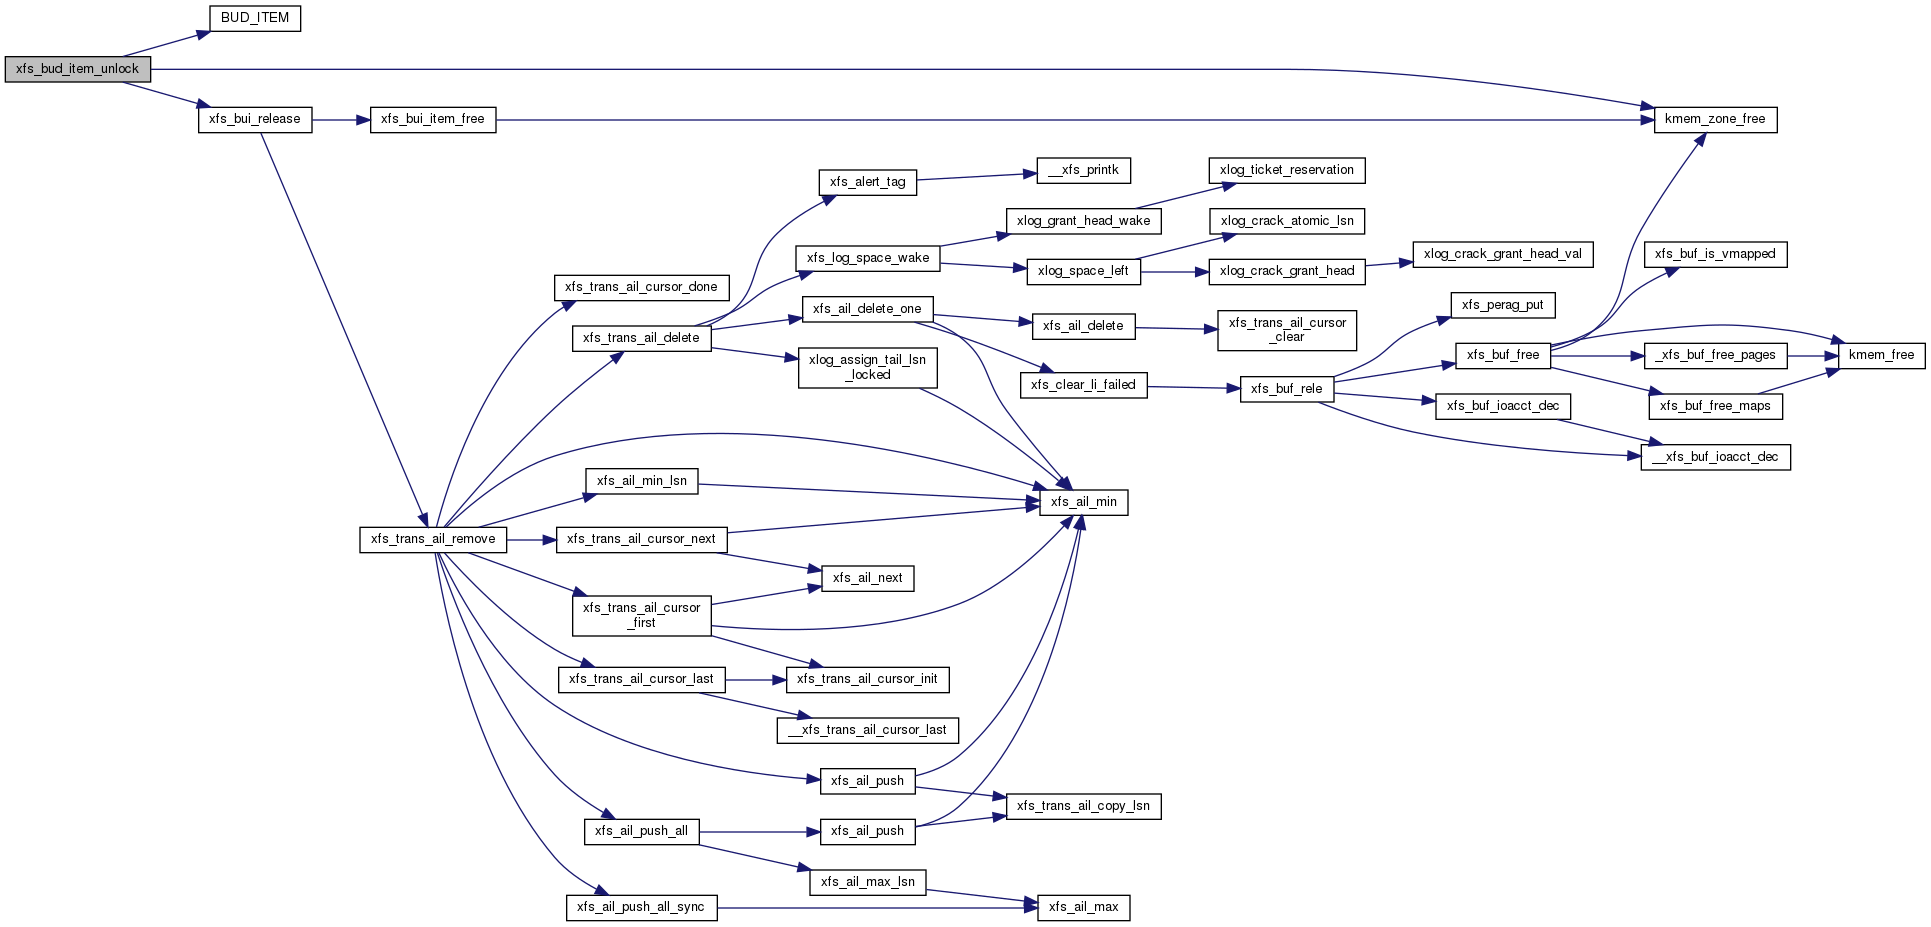 BUD_ITEM
xfs_bud_item_unlock
xfs_bui_release
xfs_bui_item_free
kmem_zone_free
xfs_alert_tag
__xfs_printk
xlog_ticket_reservation
xlog_grant_head_wake
xlog_crack_atomic_lsn
xfs_log_space_wake
xlog_space_left
xlog_crack_grant_head
xlog_crack_grant_head_val
xfs_buf_is_vmapped
xfs_trans_ail_cursor_done
xfs_ail_delete_one
xfs_perag_put
xfs_trans_ail_delete
xfs_ail_delete
xfs_trans_ail_cursor
_clear
xlog_assign_tail_lsn
_locked
xfs_buf_free
_xfs_buf_free_pages
kmem_free
xfs_clear_li_failed
xfs_buf_rele
xfs_buf_ioacct_dec
xfs_buf_free_maps
__xfs_buf_ioacct_dec
xfs_ail_min_lsn
xfs_ail_min
xfs_trans_ail_remove
xfs_trans_ail_cursor_next
xfs_ail_next
xfs_trans_ail_cursor
_first
xfs_trans_ail_cursor_last
xfs_trans_ail_cursor_init
__xfs_trans_ail_cursor_last
xfs_ail_push
xfs_trans_ail_copy_lsn
xfs_ail_push_all
xfs_ail_push
xfs_ail_max_lsn
xfs_ail_push_all_sync
xfs_ail_max